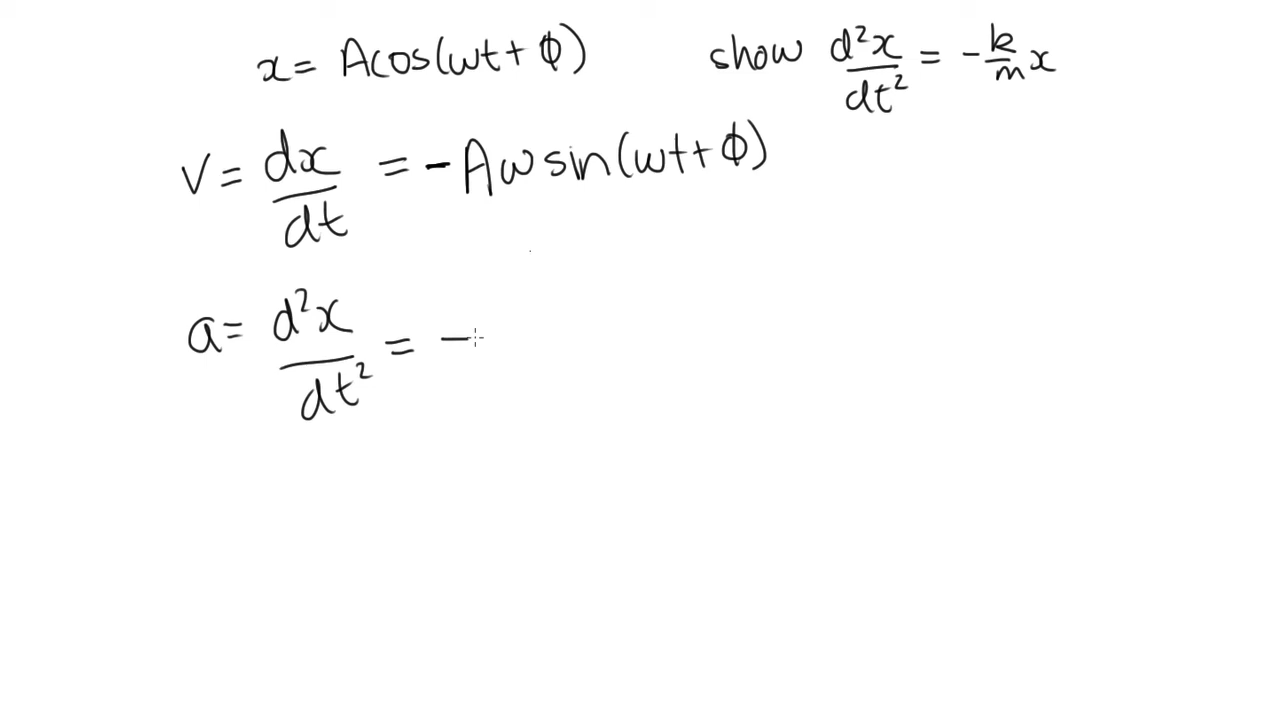 x = Acos(ωt + ϕ) show d²x/dt² = -k/m x
v = dx/dt = -Aωsin(ωt + ϕ)
a = d²x/dt² = -